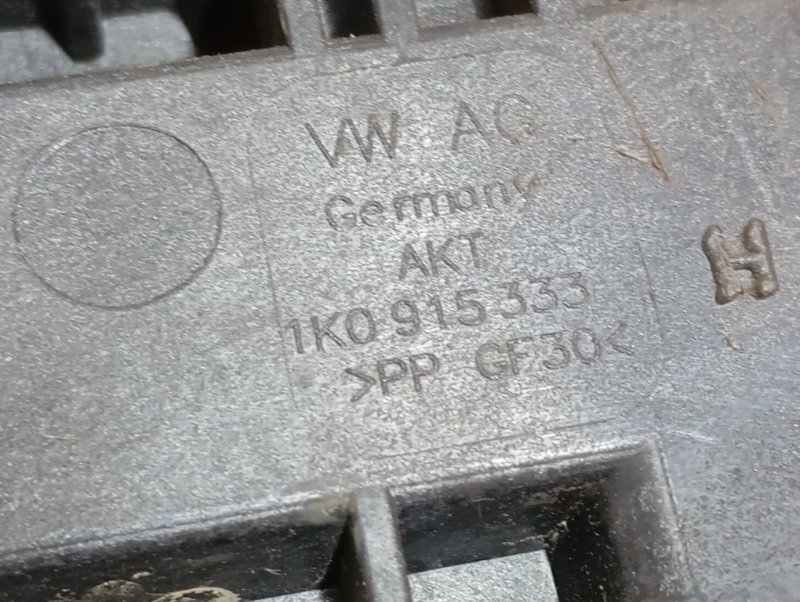 VW AG
Germany
AKT
1K0 915 333
>PP GF30<
H